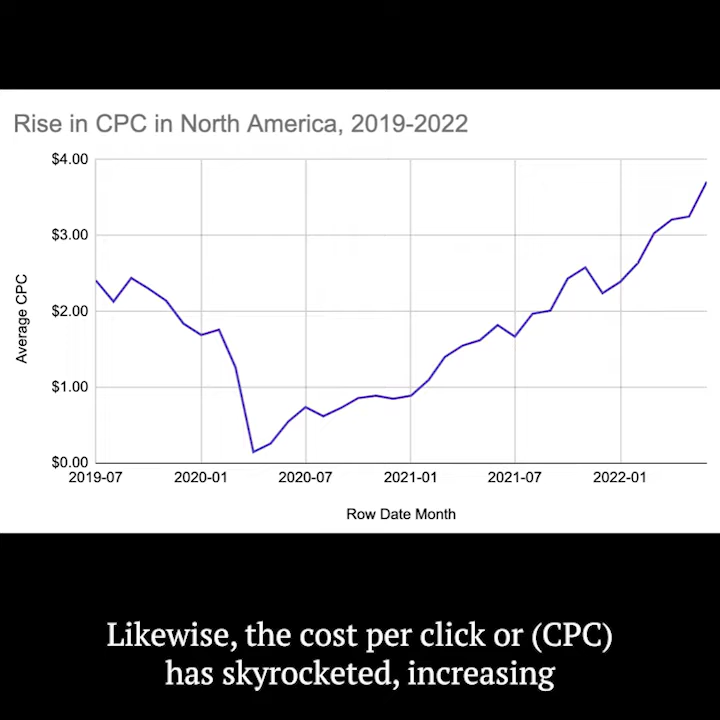 Rise in CPC in North America, 2019-2022
$4.00
$3.00
$2.00
$1.00
$0.00
Average CPC
2019-07 2020-01 2020-07 2021-01 2021-07 2022-01
Row Date Month
Likewise, the cost per click or (CPC)
has skyrocketed, increasing